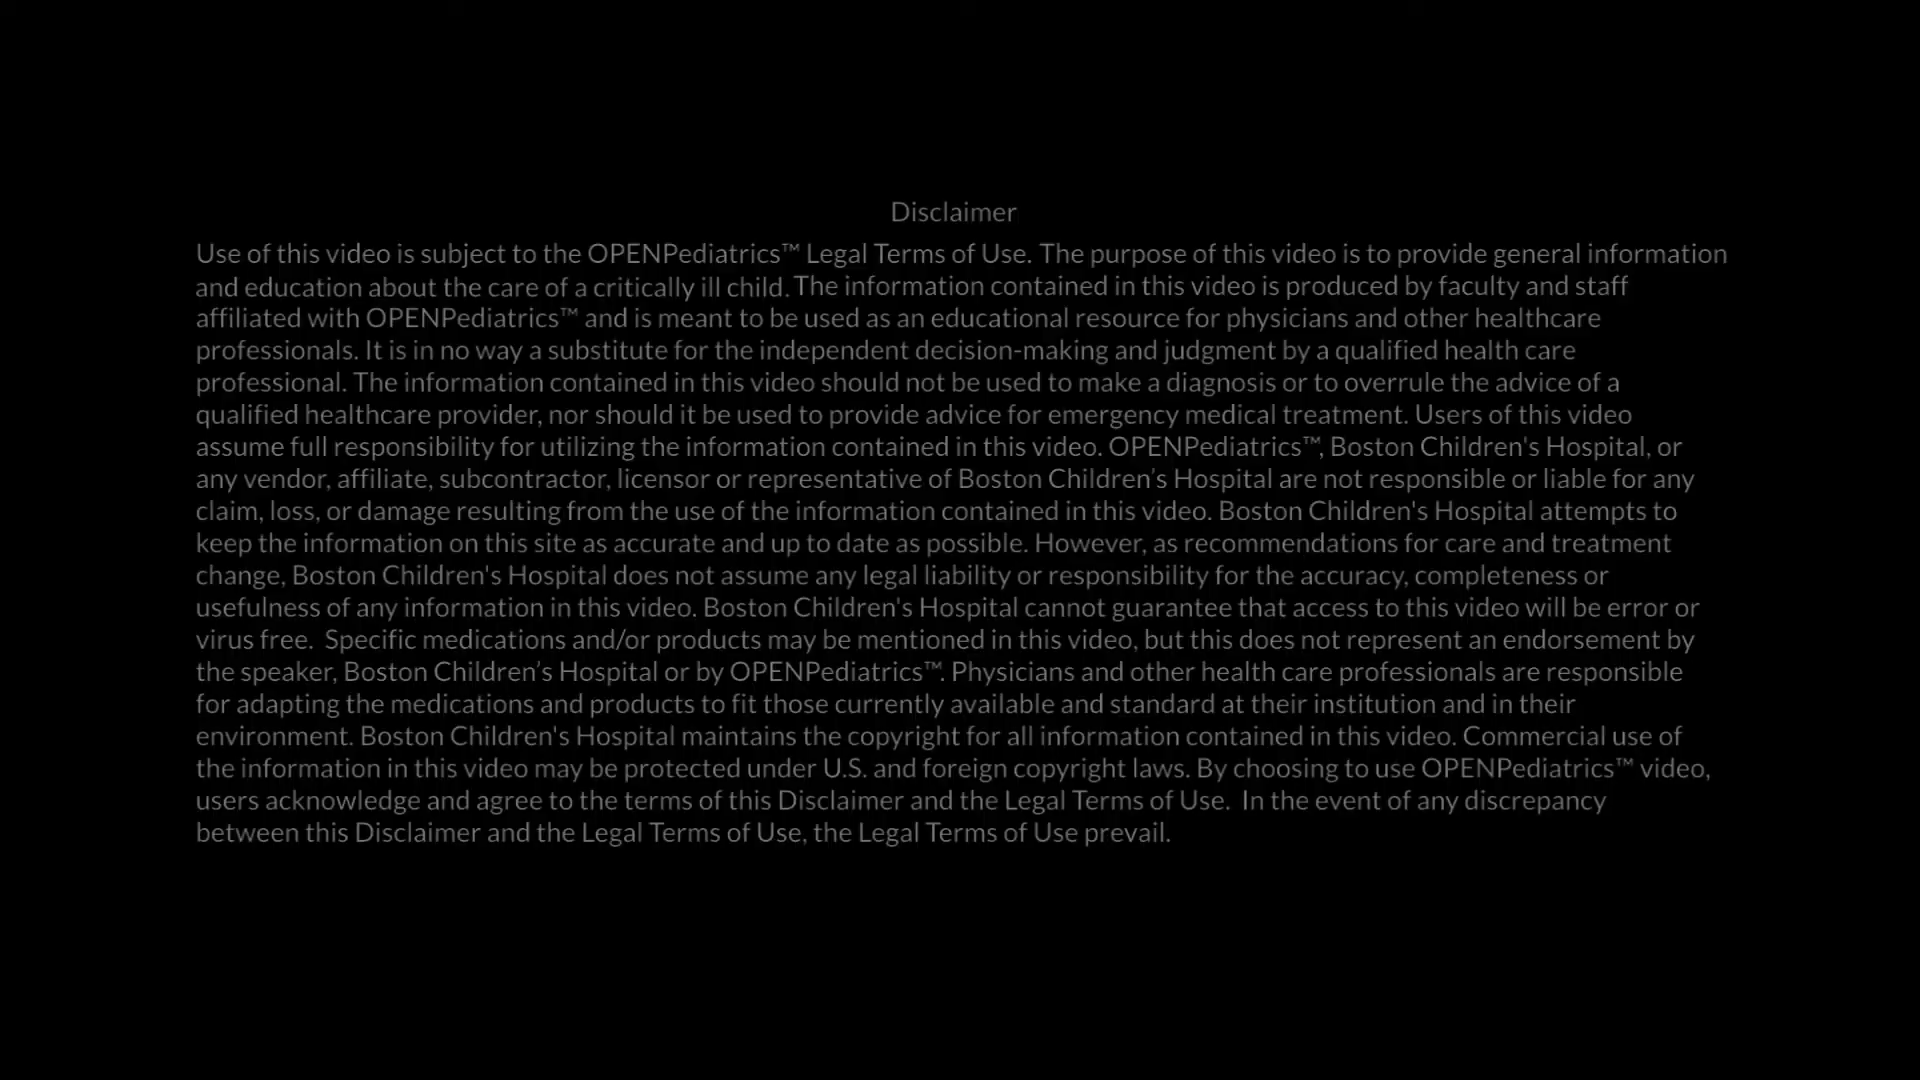 Disclaimer
Use of this video is subject to the OPENPediatrics™ Legal Terms of Use. The purpose of this video is to provide general information
and education about the care of a critically ill child. The information contained in this video is produced by faculty and staff
affiliated with OPENPediatrics™ and is meant to be used as an educational resource for physicians and other healthcare
professionals. It is in no way a substitute for the independent decision-making and judgment by a qualified health care
professional. The information contained in this video should not be used to make a diagnosis or to overrule the advice of a
qualified healthcare provider, nor should it be used to provide advice for emergency medical treatment. Users of this video
assume full responsibility for utilizing the information contained in this video. OPENPediatrics™, Boston Children's Hospital, or
any vendor, affiliate, subcontractor, licensor or representative of Boston Children’s Hospital are not responsible or liable for any
claim, loss, or damage resulting from the use of the information contained in this video. Boston Children's Hospital attempts to
keep the information on this site as accurate and up to date as possible. However, as recommendations for care and treatment
change, Boston Children's Hospital does not assume any legal liability or responsibility for the accuracy, completeness or
usefulness of any information in this video. Boston Children's Hospital cannot guarantee that access to this video will be error or
virus free.  Specific medications and/or products may be mentioned in this video, but this does not represent an endorsement by
the speaker, Boston Children’s Hospital or by OPENPediatrics™. Physicians and other health care professionals are responsible
for adapting the medications and products to fit those currently available and standard at their institution and in their
environment. Boston Children's Hospital maintains the copyright for all information contained in this video. Commercial use of
the information in this video may be protected under U.S. and foreign copyright laws. By choosing to use OPENPediatrics™ video,
users acknowledge and agree to the terms of this Disclaimer and the Legal Terms of Use.  In the event of any discrepancy
between this Disclaimer and the Legal Terms of Use, the Legal Terms of Use prevail.